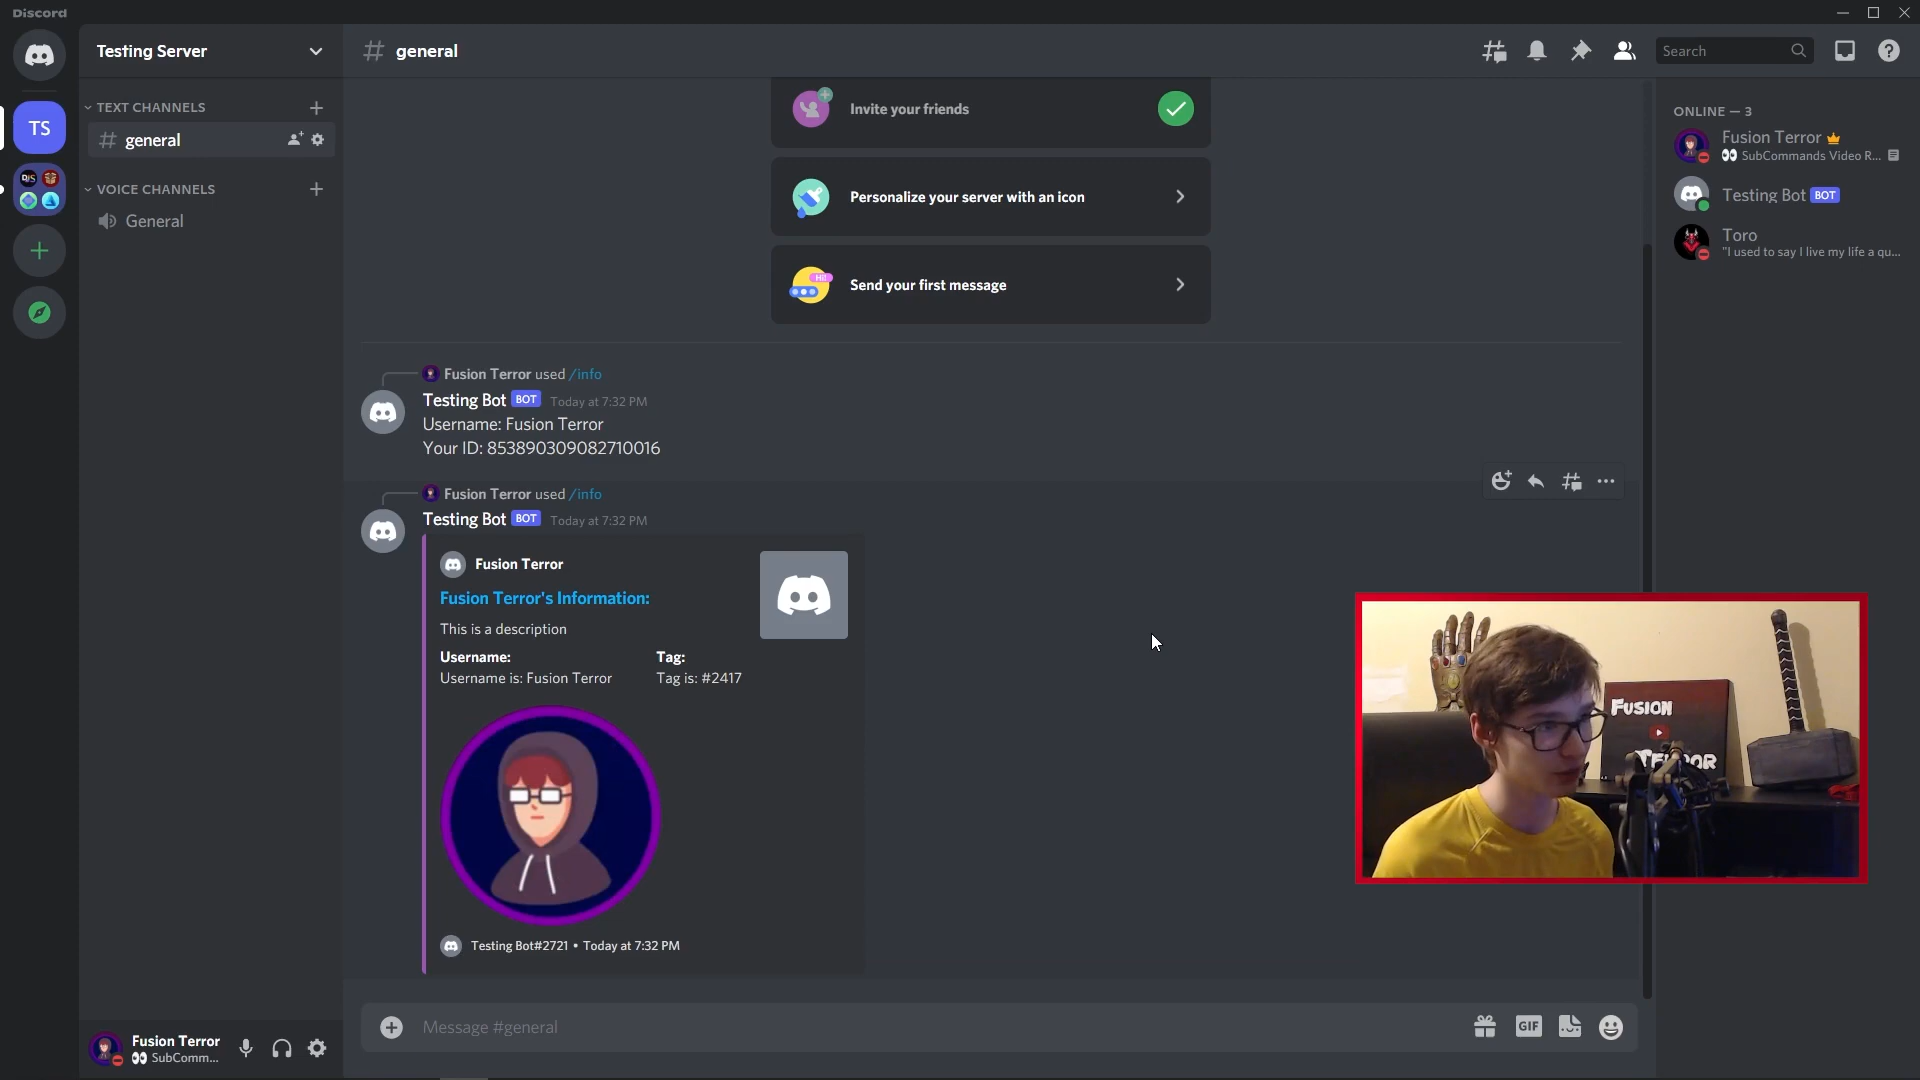 Discord
Testing Server
general
Search
TEXT CHANNELS
general
VOICE CHANNELS
General
TS
DJS
Invite your friends
Personalize your server with an icon
Hi!
Send your first message
Fusion Terror used /info
Testing Bot BOT Today at 7:32 PM
Username: Fusion Terror
Your ID: 853890309082710016
Fusion Terror used /info
Testing Bot BOT Today at 7:32 PM
Fusion Terror
Fusion Terror's Information:
This is a description
Username: Tag:
Username is: Fusion Terror Tag is: #2417
Testing Bot#2721 • Today at 7:32 PM
Message #general
GIF
ONLINE — 3
Fusion Terror
SubCommands Video R...
Testing Bot BOT
Toro
"I used to say I live my life a qu...
FUSION
Fusion Terror
SubComm...